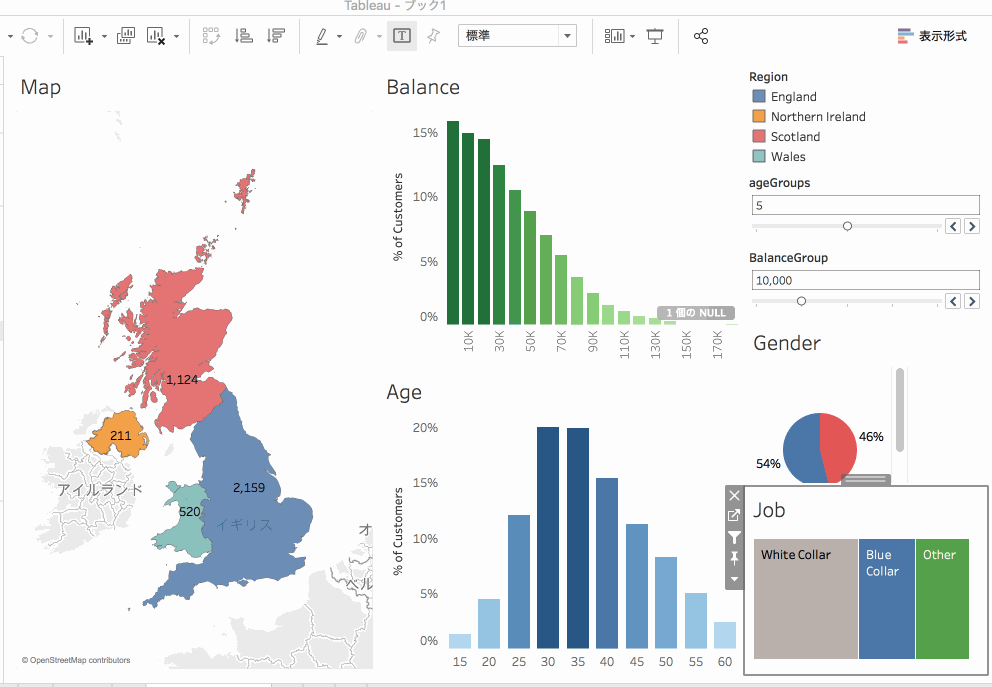 Tableau - ブック1
標準
表示形式
Map
1,124
211
アイルランド
2,159
520
イギリス
オ
ベル
© OpenStreetMap contributors
Balance
% of Customers
15%
10%
5%
0%
1 個の NULL
10K
30K
50K
70K
90K
110K
130K
150K
170K
Age
% of Customers
20%
15%
10%
5%
0%
15
20
25
30
35
40
45
50
55
60
Region
England
Northern Ireland
Scotland
Wales
ageGroups
5
BalanceGroup
10,000
Gender
46%
54%
Job
White Collar
Blue
Collar
Other